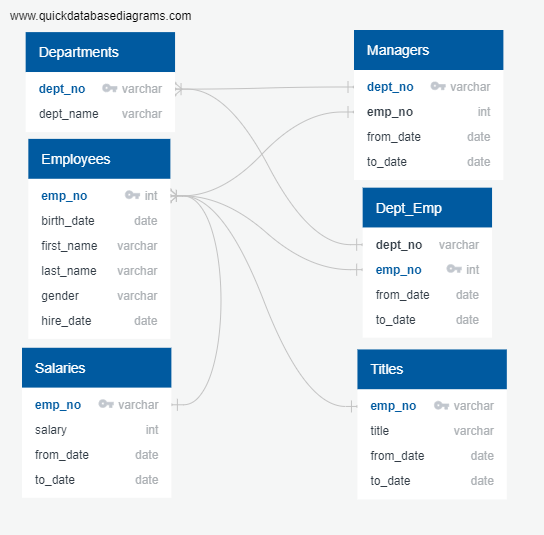 www.quickdatabasediagrams.com
Departments
dept_no varchar
dept_name varchar
Employees
emp_no int
birth_date date
first_name varchar
last_name varchar
gender varchar
hire_date date
Salaries
emp_no varchar
salary int
from_date date
to_date date
Managers
dept_no varchar
emp_no int
from_date date
to_date date
Dept_Emp
dept_no varchar
emp_no int
from_date date
to_date date
Titles
emp_no varchar
title varchar
from_date date
to_date date